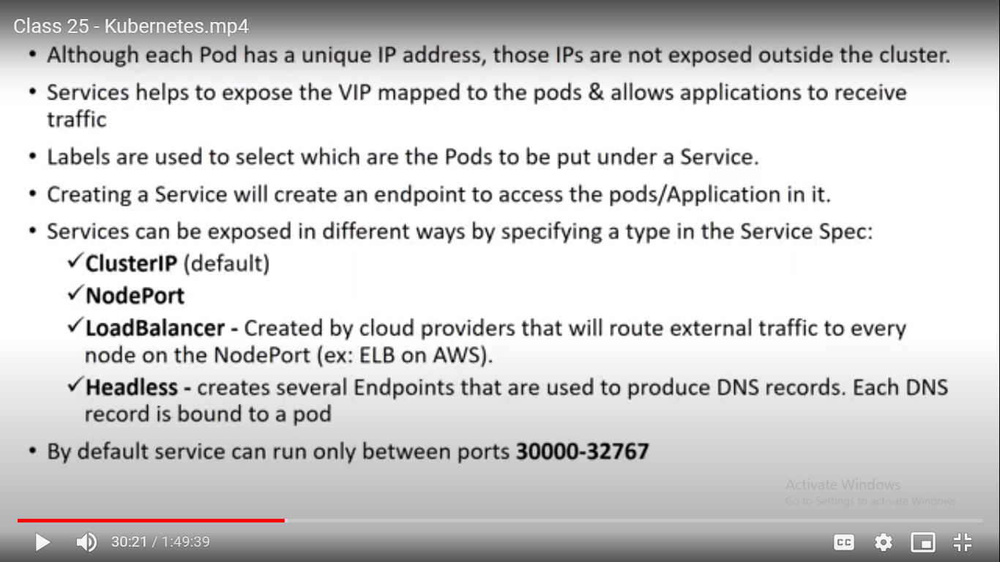 Class 25 - Kubernetes.mp4
• Although each Pod has a unique IP address, those IPs are not exposed outside the cluster.
• Services helps to expose the VIP mapped to the pods & allows applications to receive
traffic
• Labels are used to select which are the Pods to be put under a Service.
• Creating a Service will create an endpoint to access the pods/Application in it.
• Services can be exposed in different ways by specifying a type in the Service Spec:
✓ClusterIP (default)
✓NodePort
✓LoadBalancer - Created by cloud providers that will route external traffic to every
node on the NodePort (ex: ELB on AWS).
✓Headless - creates several Endpoints that are used to produce DNS records. Each DNS
record is bound to a pod
• By default service can run only between ports 30000-32767
Activate Windows
Go to Settings to activate Windows.
30:21 / 1:49:39
CC